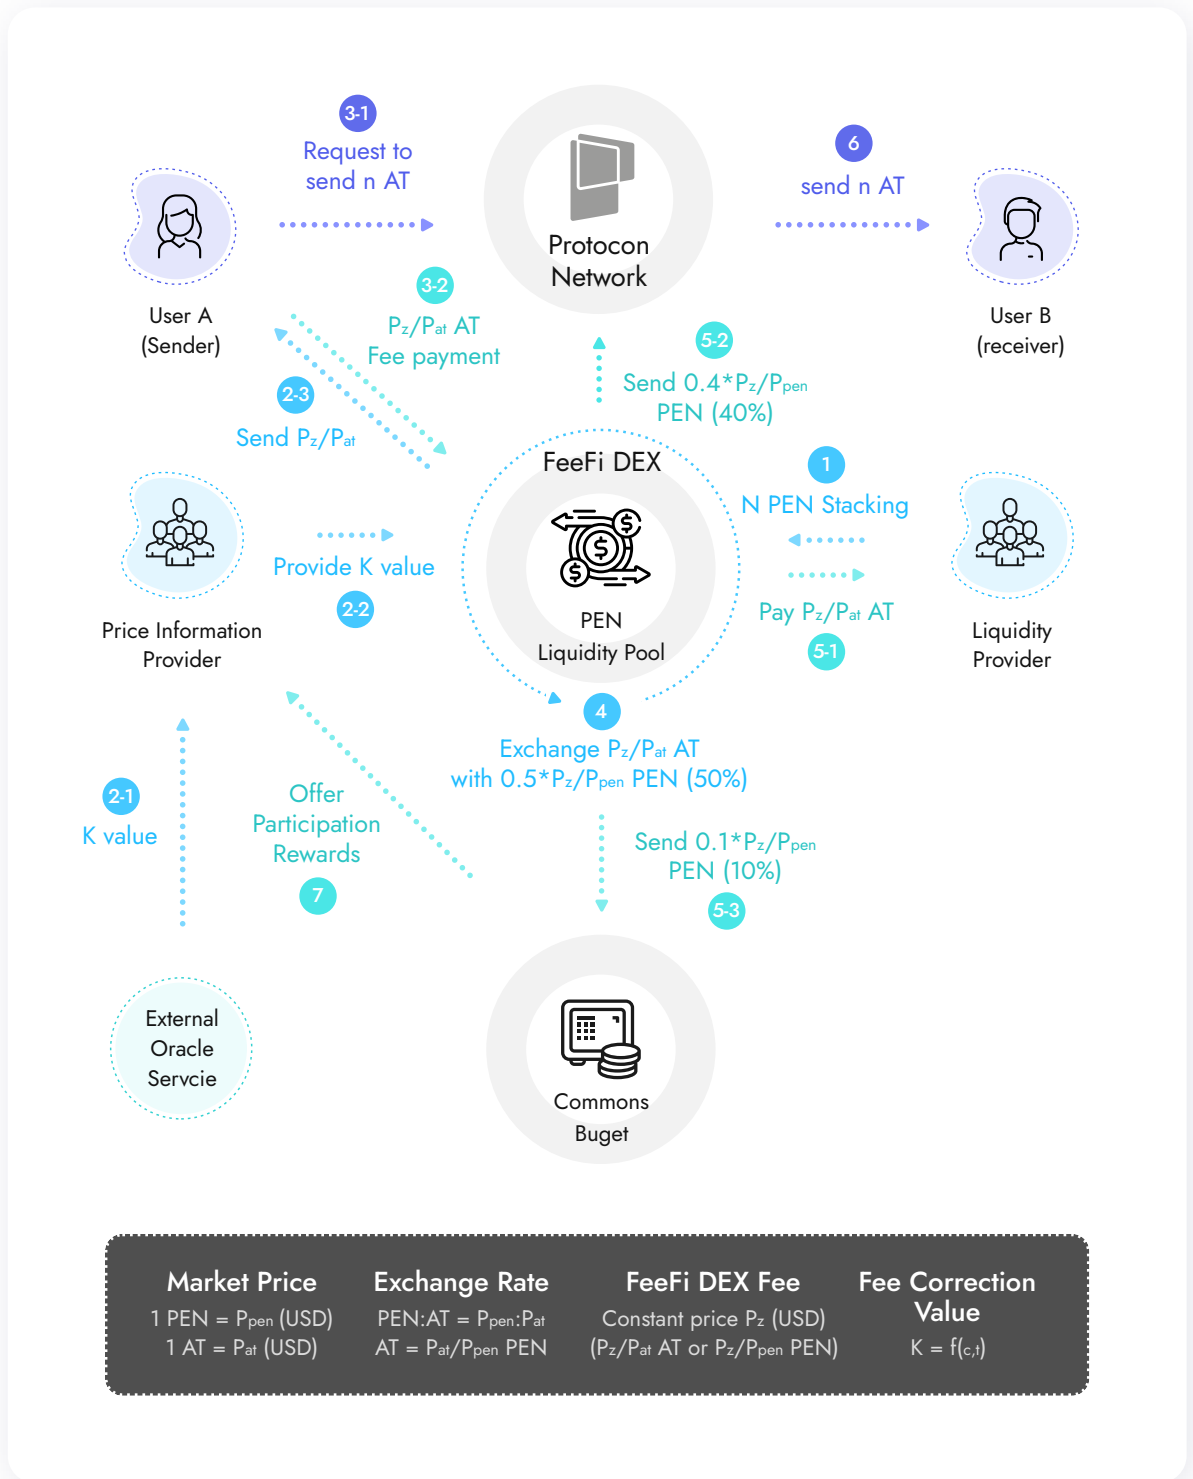 3-1
Request to
send n AT
6
send n AT
Protocon
Network
User A
(Sender)
User B
(receiver)
3-2
Pz/Pat AT
Fee payment
2-3
Send Pz/Pat
5-2
Send 0.4*Pz/Ppen
PEN (40%)
FeeFi DEX
1
N PEN Stacking
Provide K value
2-2
Price Information
Provider
PEN
Liquidity Pool
Pay Pz/Pat AT
5-1
Liquidity
Provider
4
Exchange Pz/Pat AT
with 0.5*Pz/Ppen PEN (50%)
2-1
K value
Offer
Participation
Rewards
7
Send 0.1*Pz/Ppen
PEN (10%)
5-3
External
Oracle
Servcie
Commons
Buget
Market Price
1 PEN = Ppen (USD)
1 AT = Pat (USD)
Exchange Rate
PEN:AT = Ppen:Pat
AT = Pat/Ppen PEN
FeeFi DEX Fee
Constant price Pz (USD)
(Pz/Pat AT or Pz/Ppen PEN)
Fee Correction
Value
K = f(c,t)